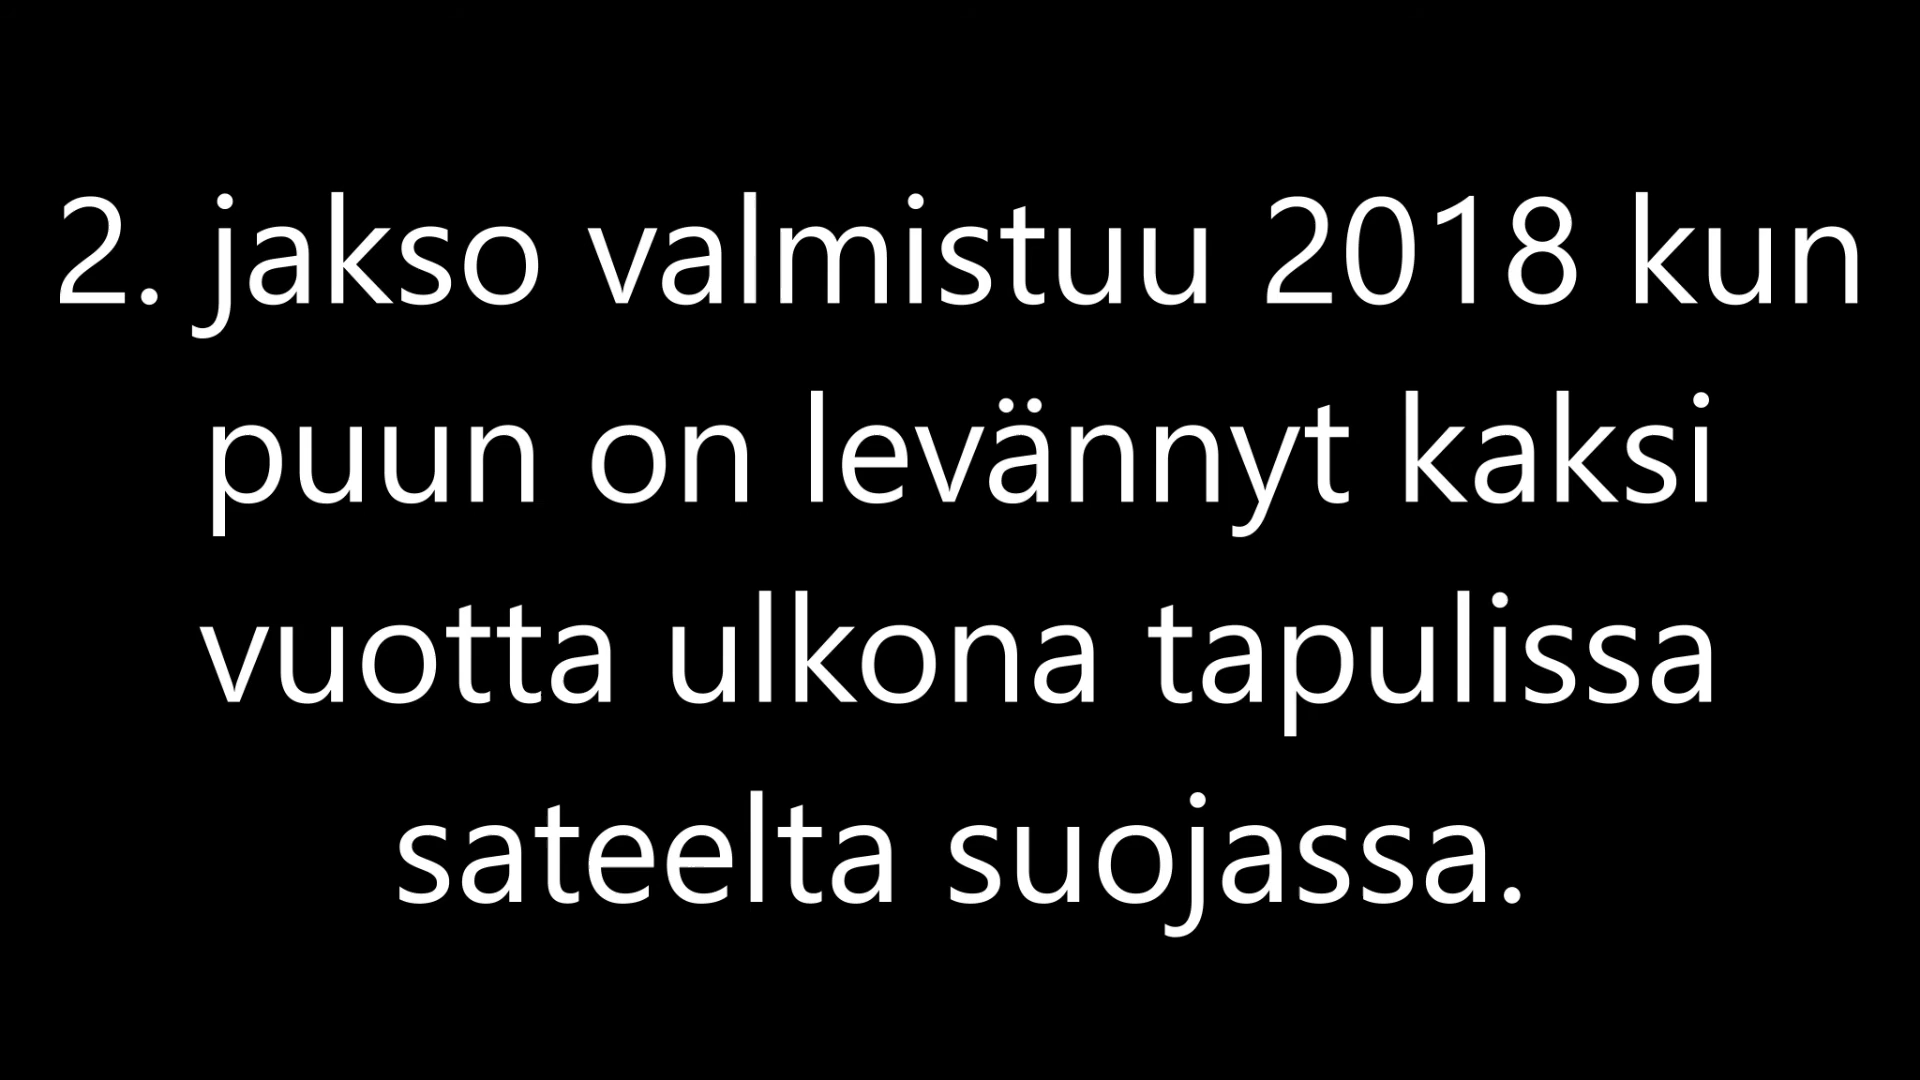 2. jakso valmistuu 2018 kun
puun on levännyt kaksi
vuotta ulkona tapulissa
sateelta suojassa.